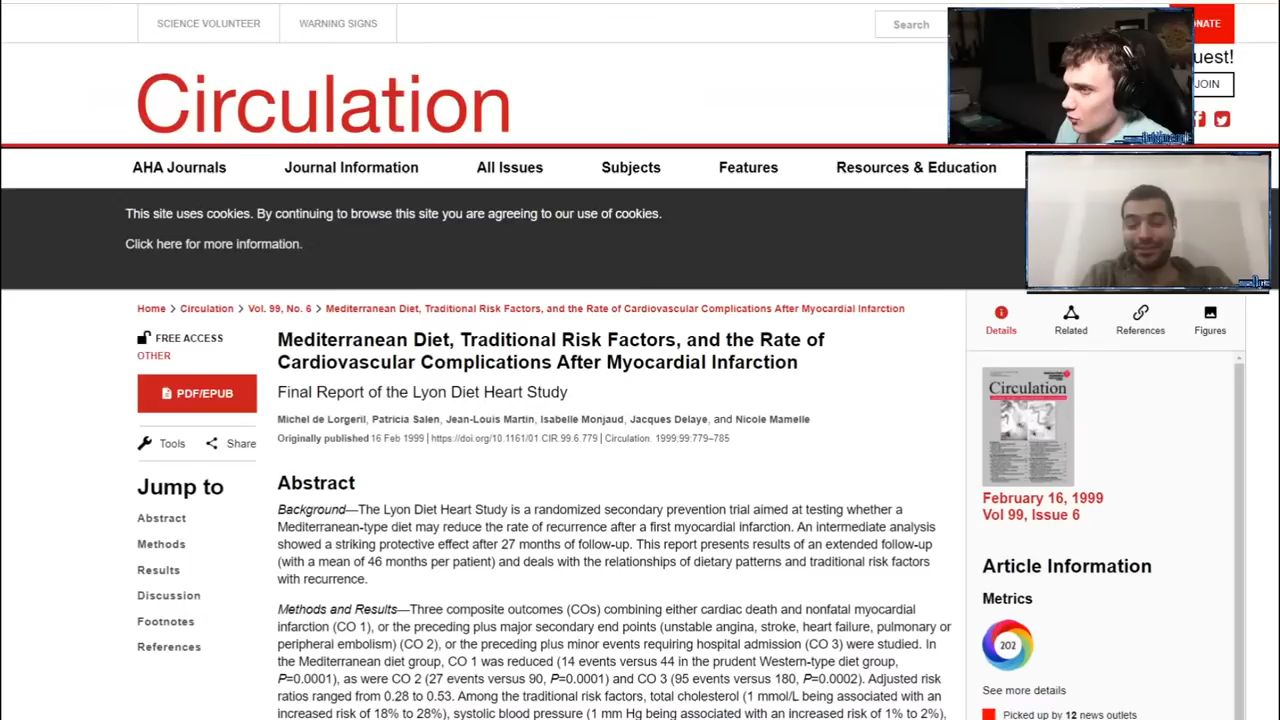 SCIENCE VOLUNTEER
WARNING SIGNS
Search
NATE
uest!
JOIN
Circulation
AHA Journals
Journal Information
All Issues
Subjects
Features
Resources & Education
This site uses cookies. By continuing to browse this site you are agreeing to our use of cookies.
Click here for more information.
Home > Circulation > Vol. 99, No. 6 > Mediterranean Diet, Traditional Risk Factors, and the Rate of Cardiovascular Complications After Myocardial Infarction
FREE ACCESS
OTHER
PDF/EPUB
Tools
Share
Jump to
Abstract
Methods
Results
Discussion
Footnotes
References
Mediterranean Diet, Traditional Risk Factors, and the Rate of
Cardiovascular Complications After Myocardial Infarction
Final Report of the Lyon Diet Heart Study
Michel de Lorgeril, Patricia Salen, Jean-Louis Martin, Isabelle Monjaud, Jacques Delaye, and Nicole Mamelle
Originally published 16 Feb 1999 | https://doi.org/10.1161/01.CIR.99.6.779 | Circulation. 1999;99:779–785
Abstract
Background—The Lyon Diet Heart Study is a randomized secondary prevention trial aimed at testing whether a
Mediterranean-type diet may reduce the rate of recurrence after a first myocardial infarction. An intermediate analysis
showed a striking protective effect after 27 months of follow-up. This report presents results of an extended follow-up
(with a mean of 46 months per patient) and deals with the relationships of dietary patterns and traditional risk factors
with recurrence.
Methods and Results—Three composite outcomes (COs) combining either cardiac death and nonfatal myocardial
infarction (CO 1), or the preceding plus major secondary end points (unstable angina, stroke, heart failure, pulmonary or
peripheral embolism) (CO 2), or the preceding plus minor events requiring hospital admission (CO 3) were studied. In
the Mediterranean diet group, CO 1 was reduced (14 events versus 44 in the prudent Western-type diet group,
P=0.0001), as were CO 2 (27 events versus 90, P=0.0001) and CO 3 (95 events versus 180, P=0.0002). Adjusted risk
ratios ranged from 0.28 to 0.53. Among the traditional risk factors, total cholesterol (1 mmol/L being associated with an
increased risk of 18% to 28%), systolic blood pressure (1 mm Hg being associated with an increased risk of 1% to 2%),
Details
Related
References
Figures
Circulation
February 16, 1999
Vol 99, Issue 6
Article Information
Metrics
202
See more details
Picked up by 12 news outlets